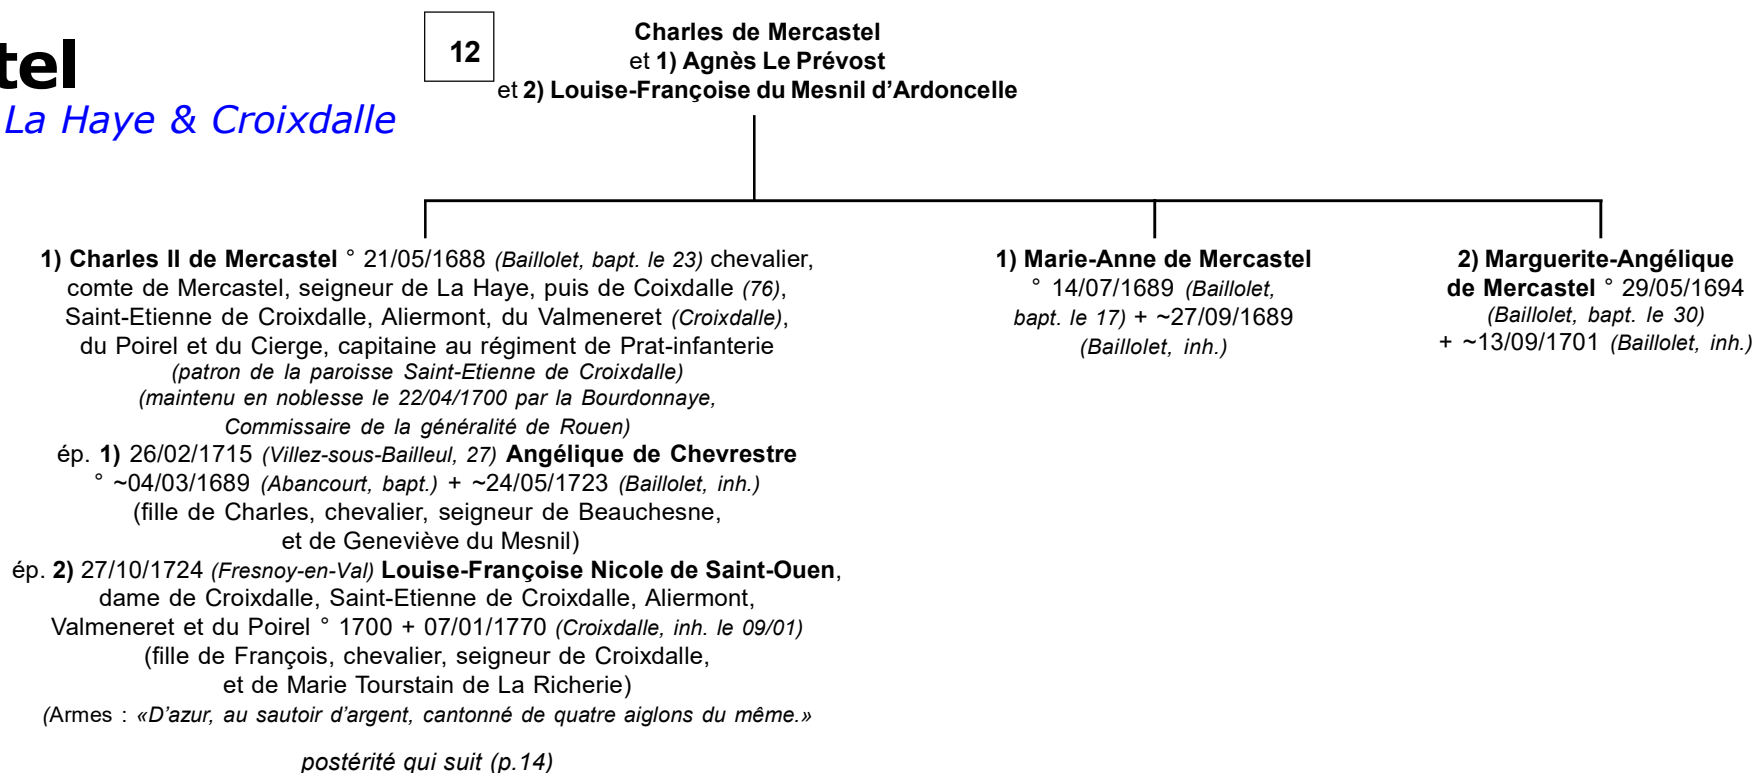 tel
La Haye & Croixdalle
12
Charles de Mercastel
et 1) Agnès Le Prévost
et 2) Louise-Françoise du Mesnil d’Ardoncelle
1) Charles II de Mercastel ° 21/05/1688 (Baillolet, bapt. le 23) chevalier,
comte de Mercastel, seigneur de La Haye, puis de Coixdalle (76),
Saint-Etienne de Croixdalle, Aliermont, du Valmeneret (Croixdalle),
du Poirel et du Cierge, capitaine au régiment de Prat-infanterie
(patron de la paroisse Saint-Etienne de Croixdalle)
(maintenu en noblesse le 22/04/1700 par la Bourdonnaye,
Commissaire de la généralité de Rouen)
ép. 1) 26/02/1715 (Villez-sous-Bailleul, 27) Angélique de Chevrestre
° ~04/03/1689 (Abancourt, bapt.) + ~24/05/1723 (Baillolet, inh.)
(fille de Charles, chevalier, seigneur de Beauchesne,
et de Geneviève du Mesnil)
ép. 2) 27/10/1724 (Fresnoy-en-Val) Louise-Françoise Nicole de Saint-Ouen,
dame de Croixdalle, Saint-Etienne de Croixdalle, Aliermont,
Valmeneret et du Poirel ° 1700 + 07/01/1770 (Croixdalle, inh. le 09/01)
(fille de François, chevalier, seigneur de Croixdalle,
et de Marie Tourstain de La Richerie)
(Armes : «D’azur, au sautoir d’argent, cantonné de quatre aiglons du même.»
postérité qui suit (p.14)
1) Marie-Anne de Mercastel
° 14/07/1689 (Baillolet,
bapt. le 17) + ~27/09/1689
(Baillolet, inh.)
2) Marguerite-Angélique
de Mercastel ° 29/05/1694
(Baillolet, bapt. le 30)
+ ~13/09/1701 (Baillolet, inh.)